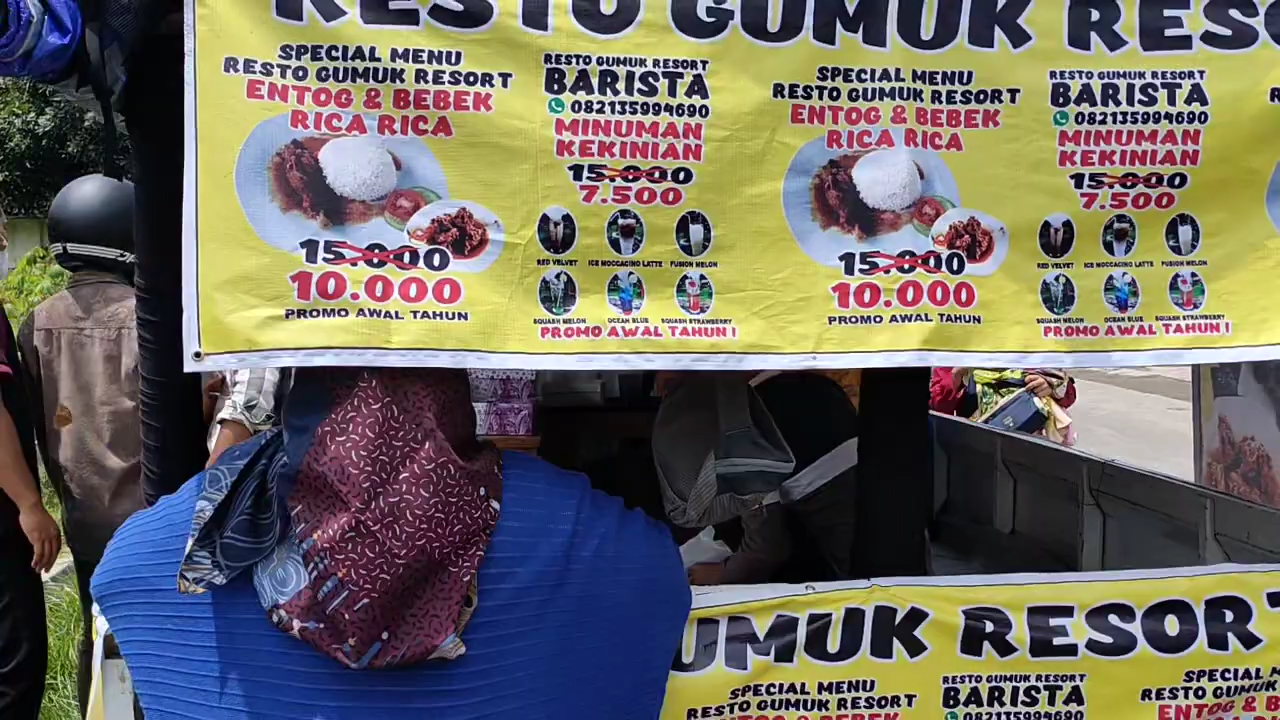 RESTO GUMUK RESO
SPECIAL MENU
RESTO GUMUK RESORT
ENTOG & BEBEK
RICA RICA
15.000
10.000
PROMO AWAL TAHUN
RESTO GUMUK RESORT
BARISTA
082135994690
MINUMAN
KEKINIAN
15.000
7.500
RED VELVET ICE MOCCACINO LATTE FUSION MELON
SQUASH MELON OCEAN BLUE SQUASH STRAWBERRY
PROMO AWAL TAHUN !
SPECIAL MENU
RESTO GUMUK RESORT
ENTOG & BEBEK
RICA RICA
15.000
10.000
PROMO AWAL TAHUN
RESTO GUMUK RESORT
BARISTA
082135994690
MINUMAN
KEKINIAN
15.000
7.500
RED VELVET ICE MOCCACINO LATTE FUSION MELON
SQUASH MELON OCEAN BLUE SQUASH STRAWBERRY
PROMO AWAL TAHUN !
UMUK RESORT
SPECIAL MENU
RESTO GUMUK RESORT
ENTOG & BEBEK
RESTO GUMUK RESORT
BARISTA
082135994690
SPECIAL M
RESTO GUMUK R
ENTOG & B